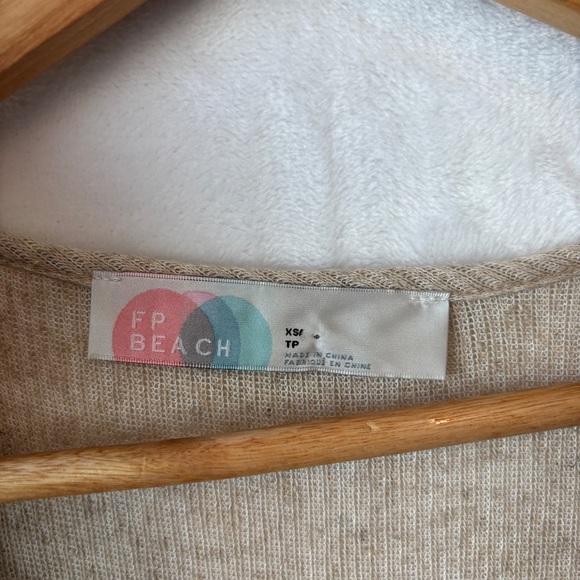 FP
BEACH
XS/
TP
MADE IN CHINA
FABRIQUÉ EN CHINE